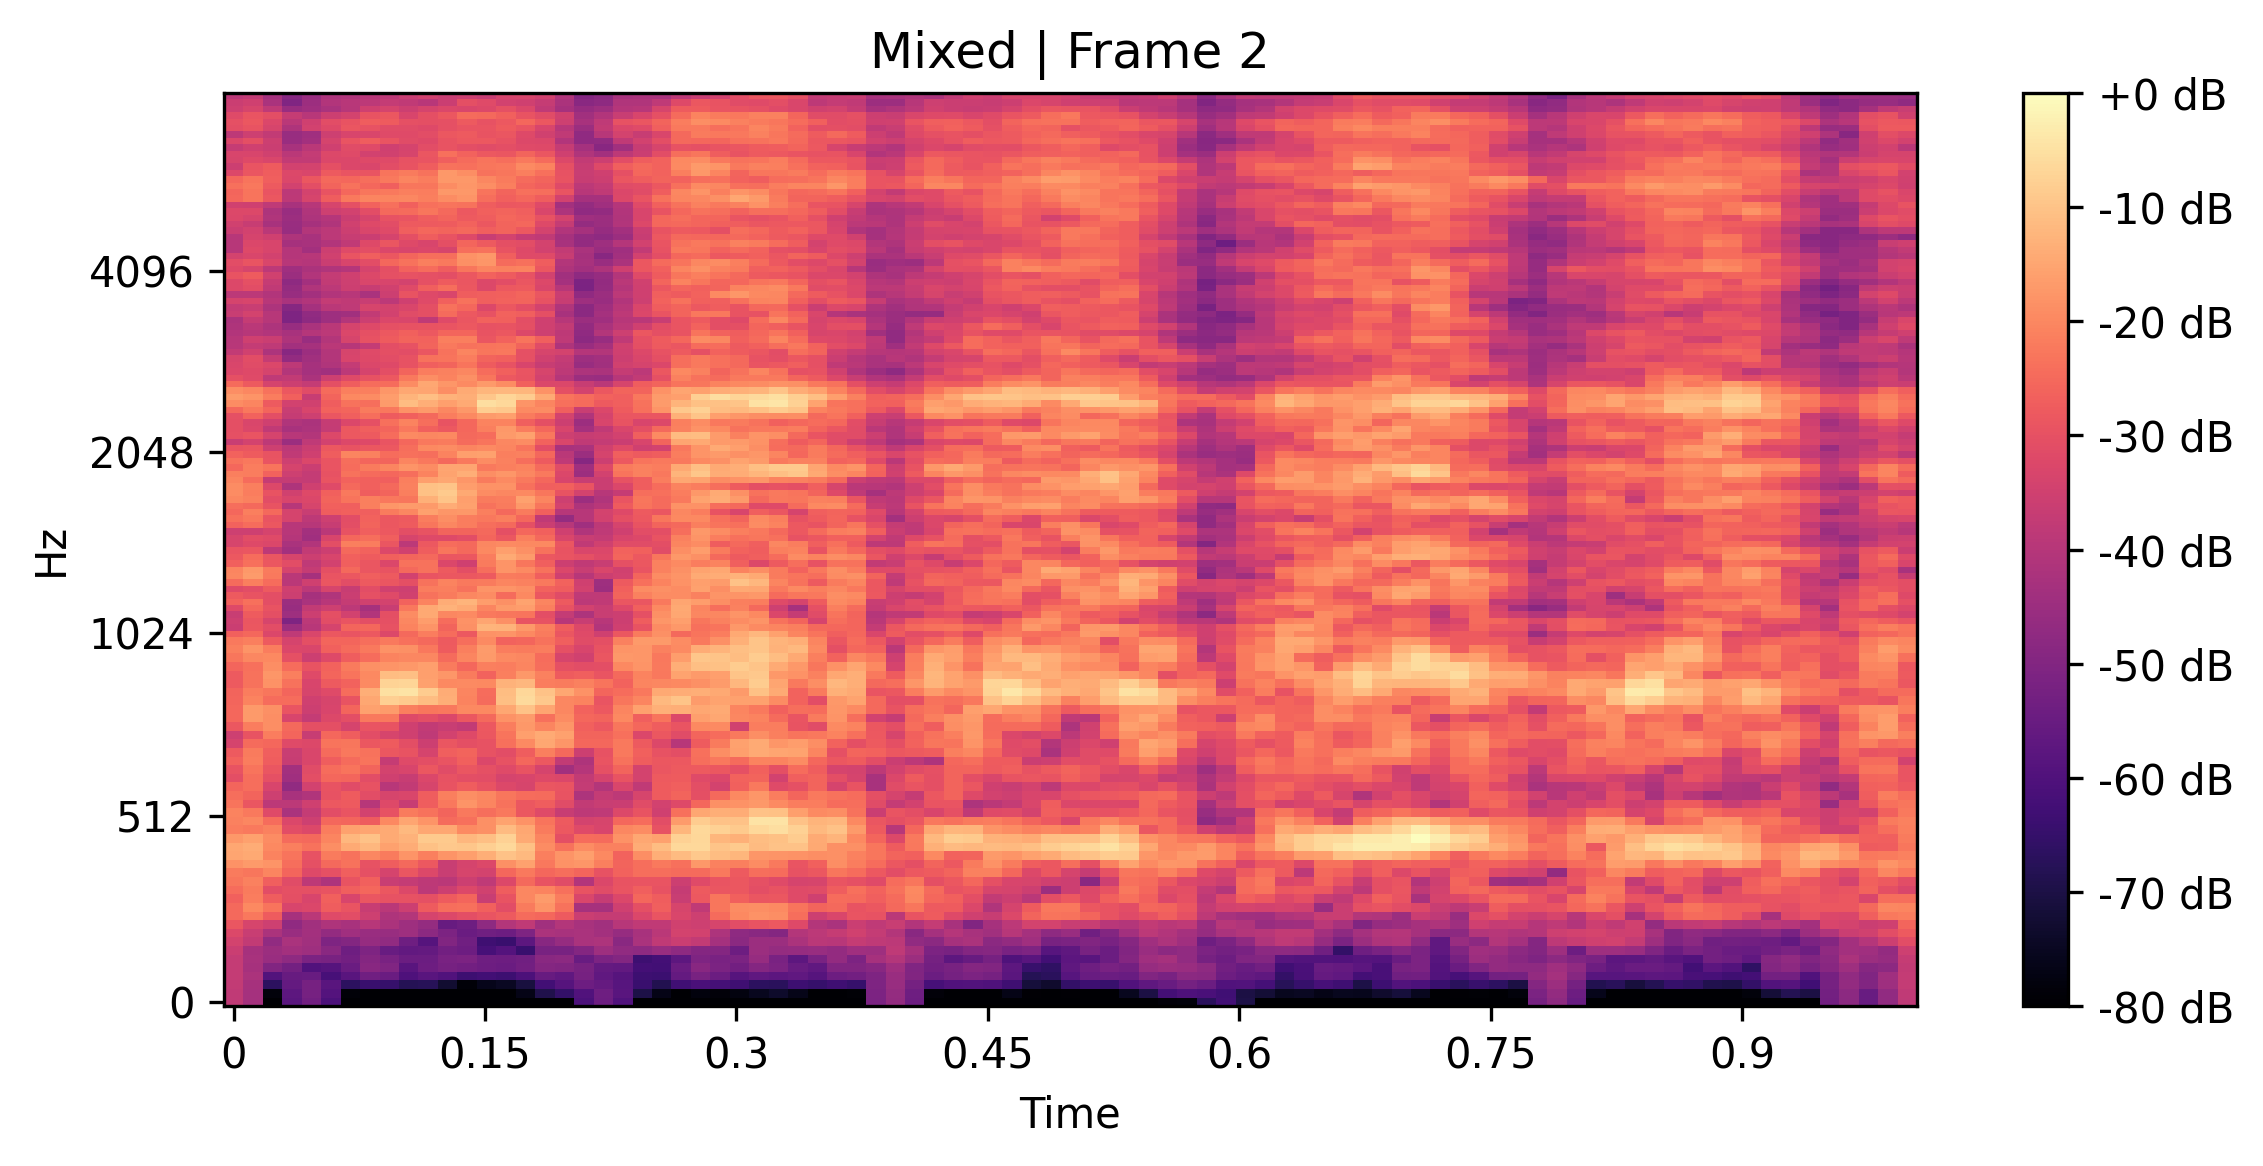 Mixed | Frame 2
+0 dB
-10 dB
-20 dB
-30 dB
-40 dB
-50 dB
-60 dB
-70 dB
-80 dB
4096
2048
1024
512
0
Hz
0 0.15 0.3 0.45 0.6 0.75 0.9
Time